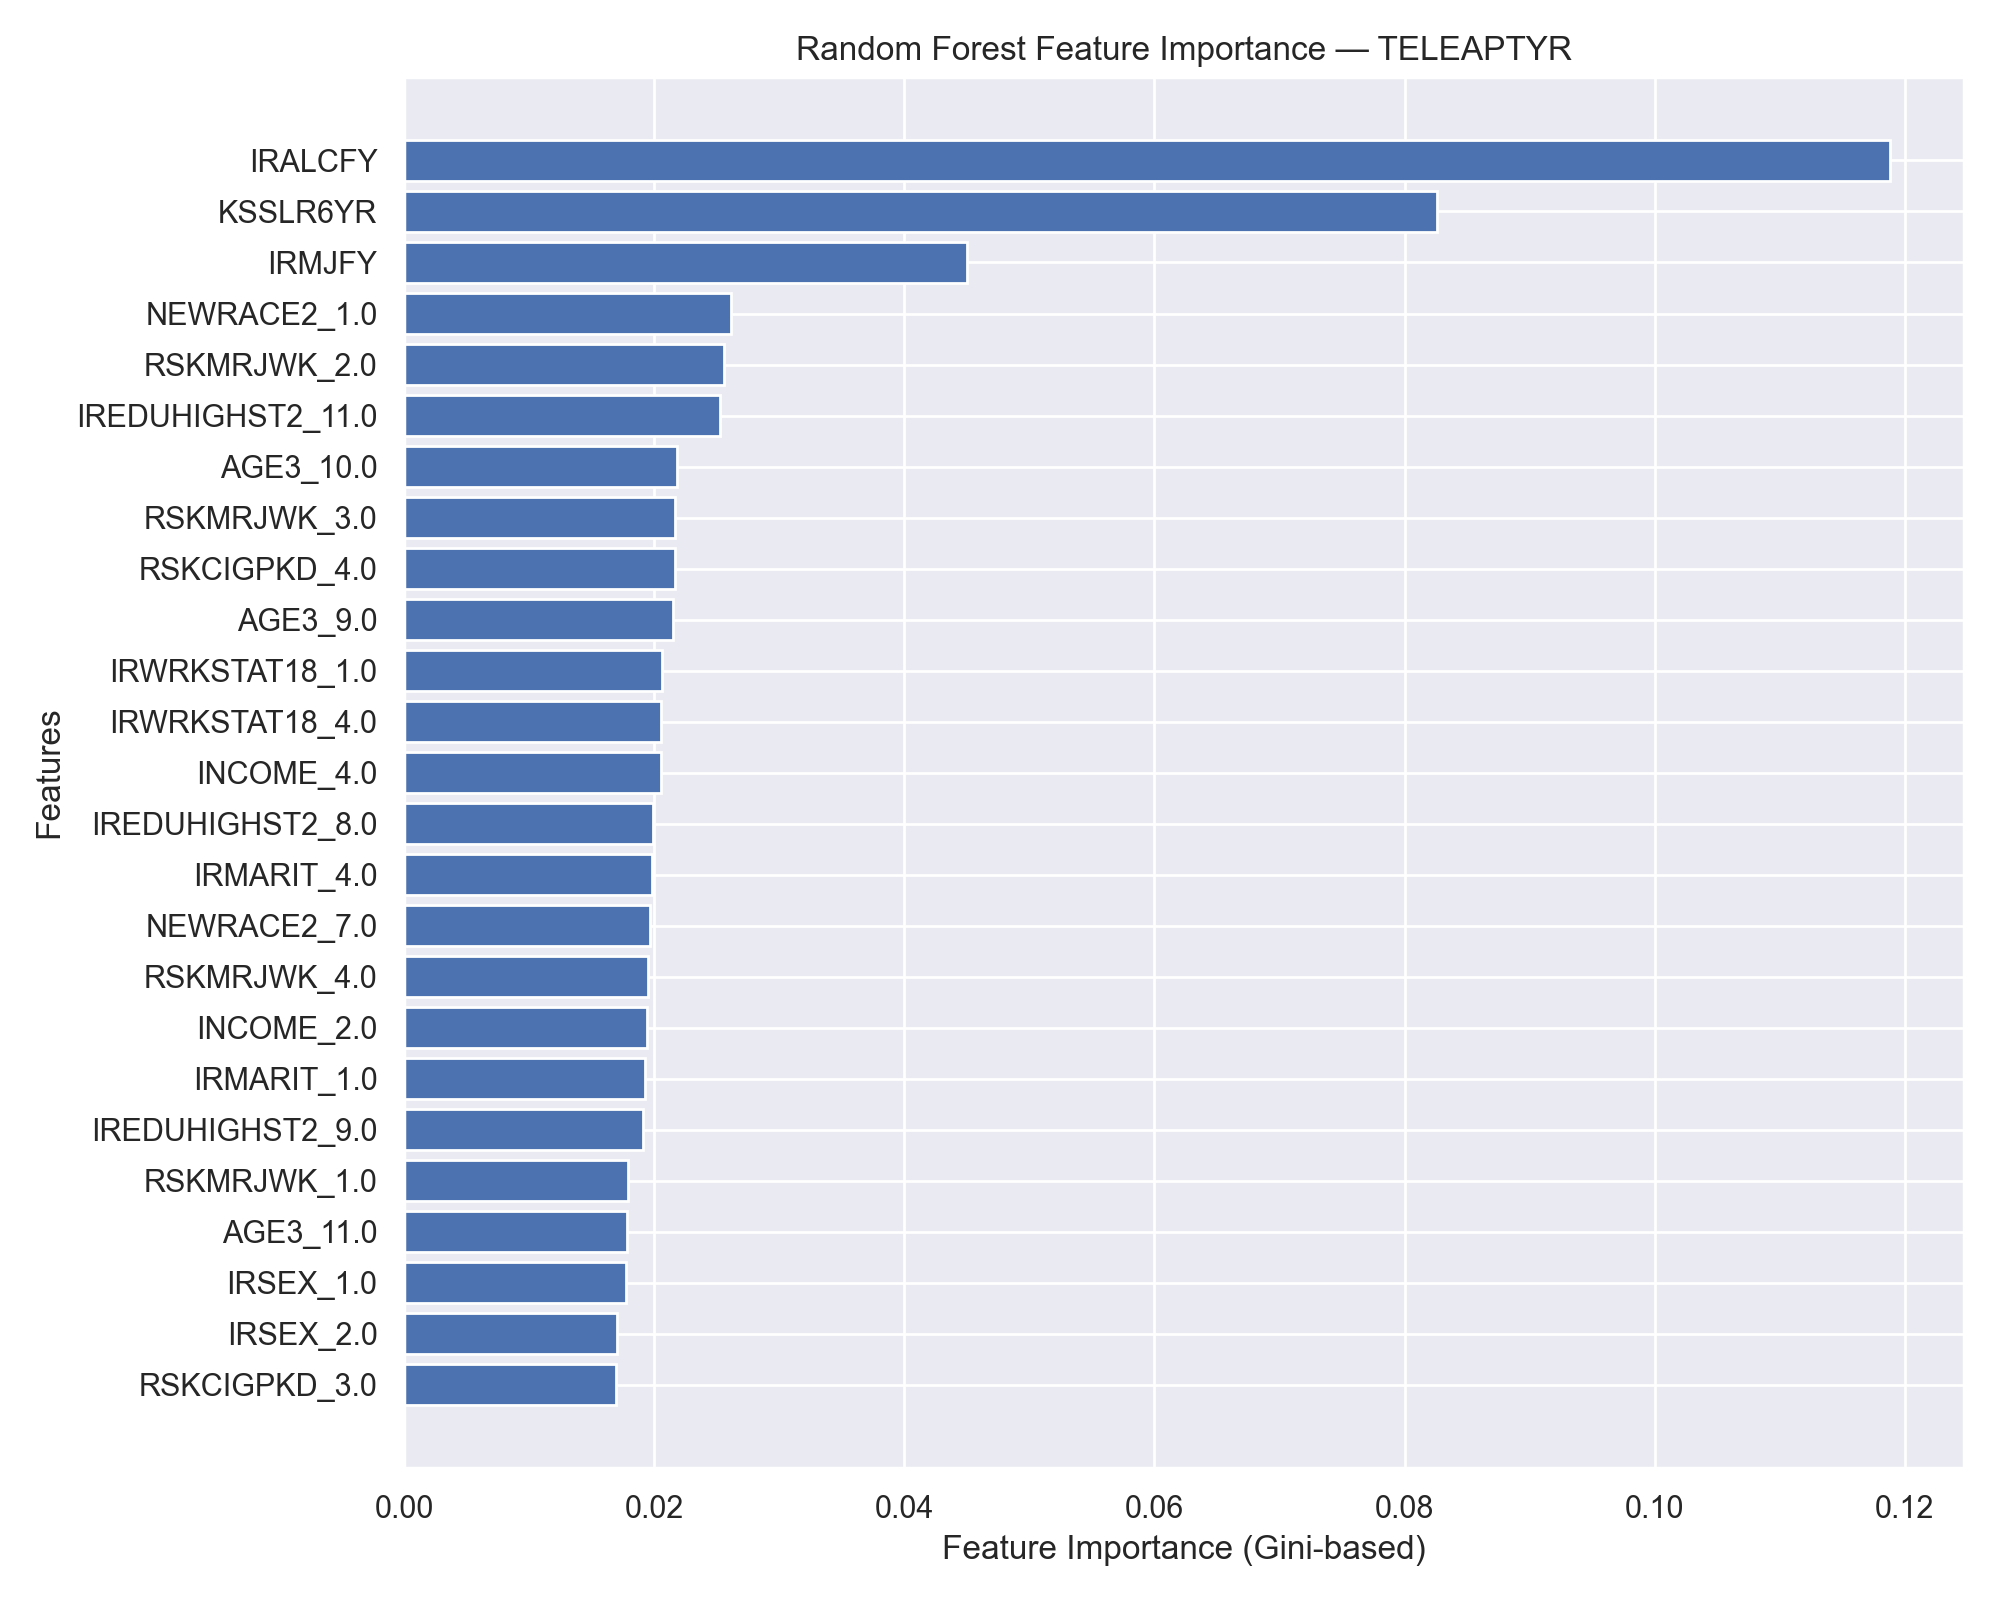 Random Forest Feature Importance — TELEAPTYR
IRALCFY
KSSLR6YR
IRMJFY
NEWRACE2_1.0
RSKMRJWK_2.0
IREDUHIGHST2_11.0
AGE3_10.0
RSKMRJWK_3.0
RSKCIGPKD_4.0
AGE3_9.0
IRWRKSTAT18_1.0
IRWRKSTAT18_4.0
INCOME_4.0
IREDUHIGHST2_8.0
IRMARIT_4.0
NEWRACE2_7.0
RSKMRJWK_4.0
INCOME_2.0
IRMARIT_1.0
IREDUHIGHST2_9.0
RSKMRJWK_1.0
AGE3_11.0
IRSEX_1.0
IRSEX_2.0
RSKCIGPKD_3.0
Features
0.00 0.02 0.04 0.06 0.08 0.10 0.12
Feature Importance (Gini-based)